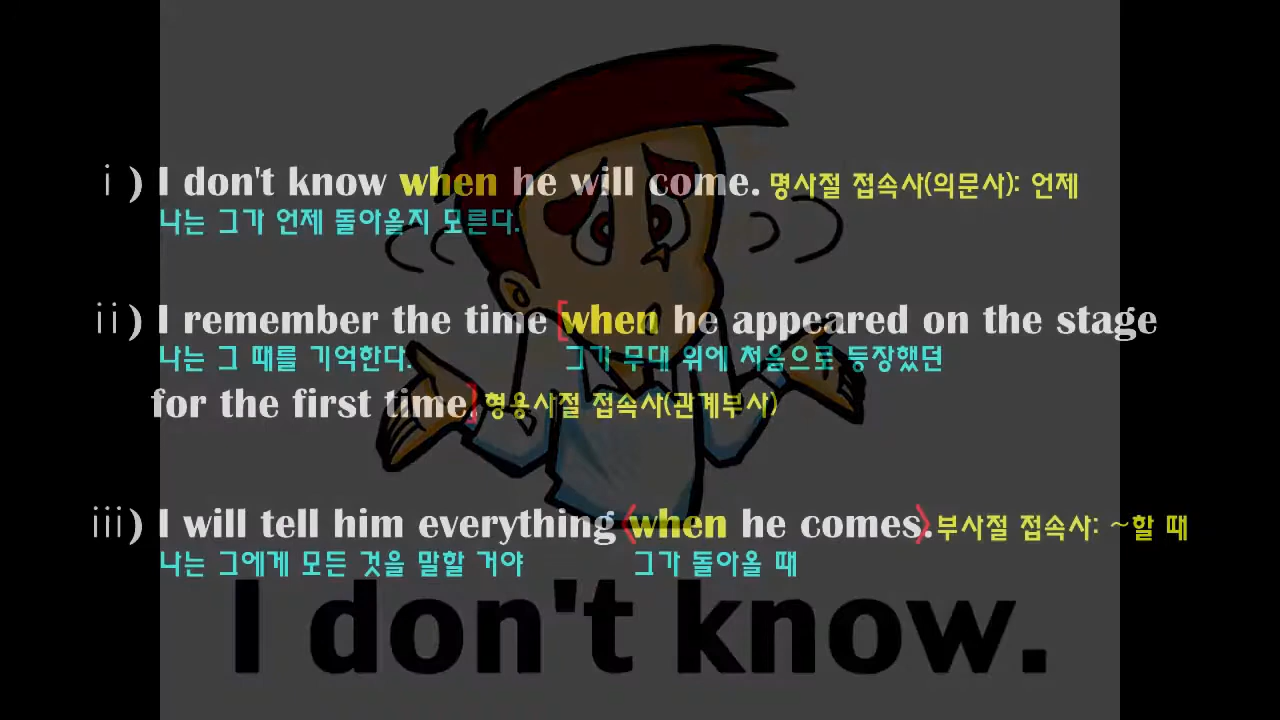 ⅰ) I don't know when he will come. 명사절 접속사(의문사): 언제
나는 그가 언제 돌아올지 모른다.
ⅱ) I remember the time [when he appeared on the stage
나는 그 때를 기억한다. 그가 무대 위에 처음으로 등장했던
for the first time.] 형용사절 접속사(관계부사)
ⅲ) I will tell him everything 〈when he comes〉. 부사절 접속사: ~할 때
나는 그에게 모든 것을 말할 거야 그가 돌아올 때
I don't know.